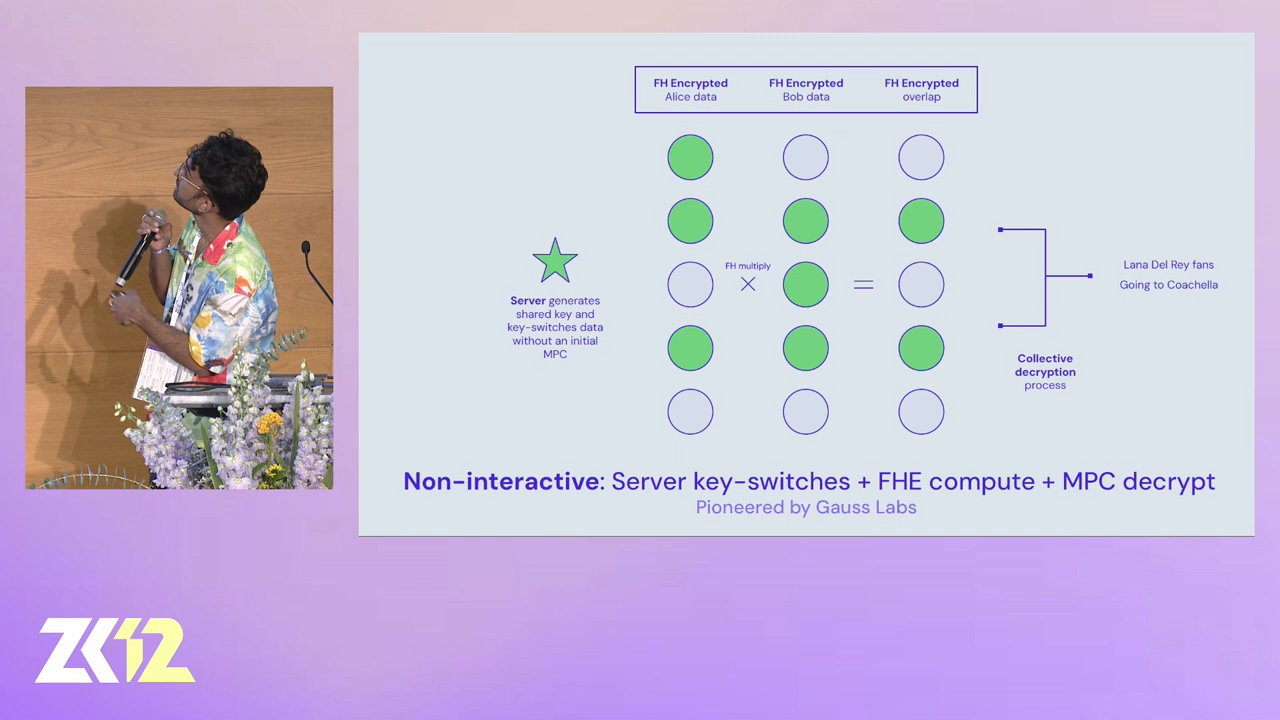 FH Encrypted FH Encrypted FH Encrypted
Alice data Bob data overlap
FH multiply
Server generates
shared key and
key-switches data
without an initial
MPC
Lana Del Rey fans
Going to Coachella
Collective
decryption
process
Non-interactive: Server key-switches + FHE compute + MPC decrypt
Pioneered by Gauss Labs
ZK12